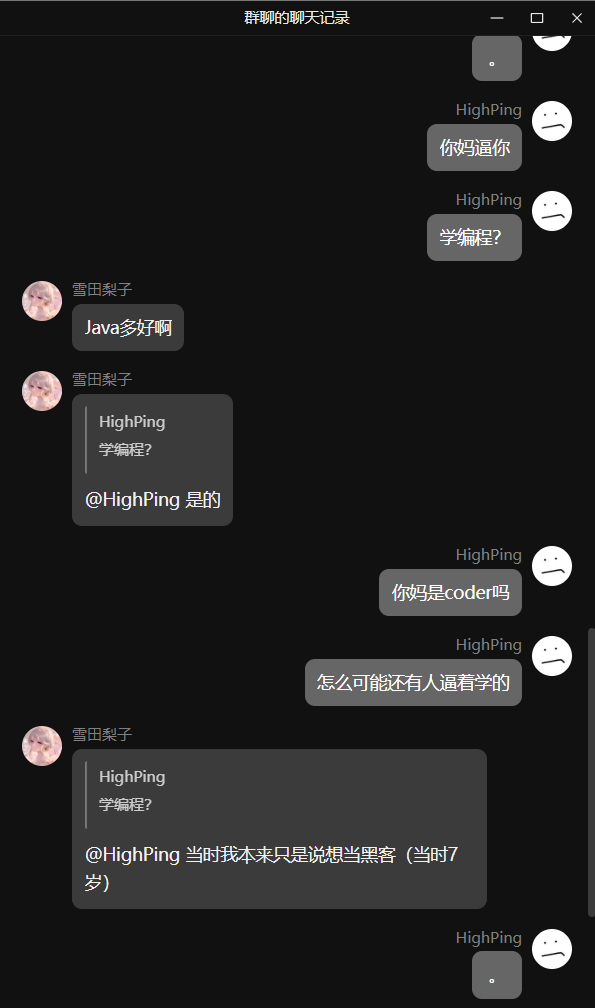 群聊的聊天记录
。
HighPing
你妈逼你
HighPing
学编程？
雪田梨子
Java多好啊
雪田梨子
HighPing
学编程？
@HighPing 是的
HighPing
你妈是coder吗
HighPing
怎么可能还有人逼着学的
雪田梨子
HighPing
学编程？
@HighPing 当时我本来只是说想当黑客（当时7
岁）
HighPing
。